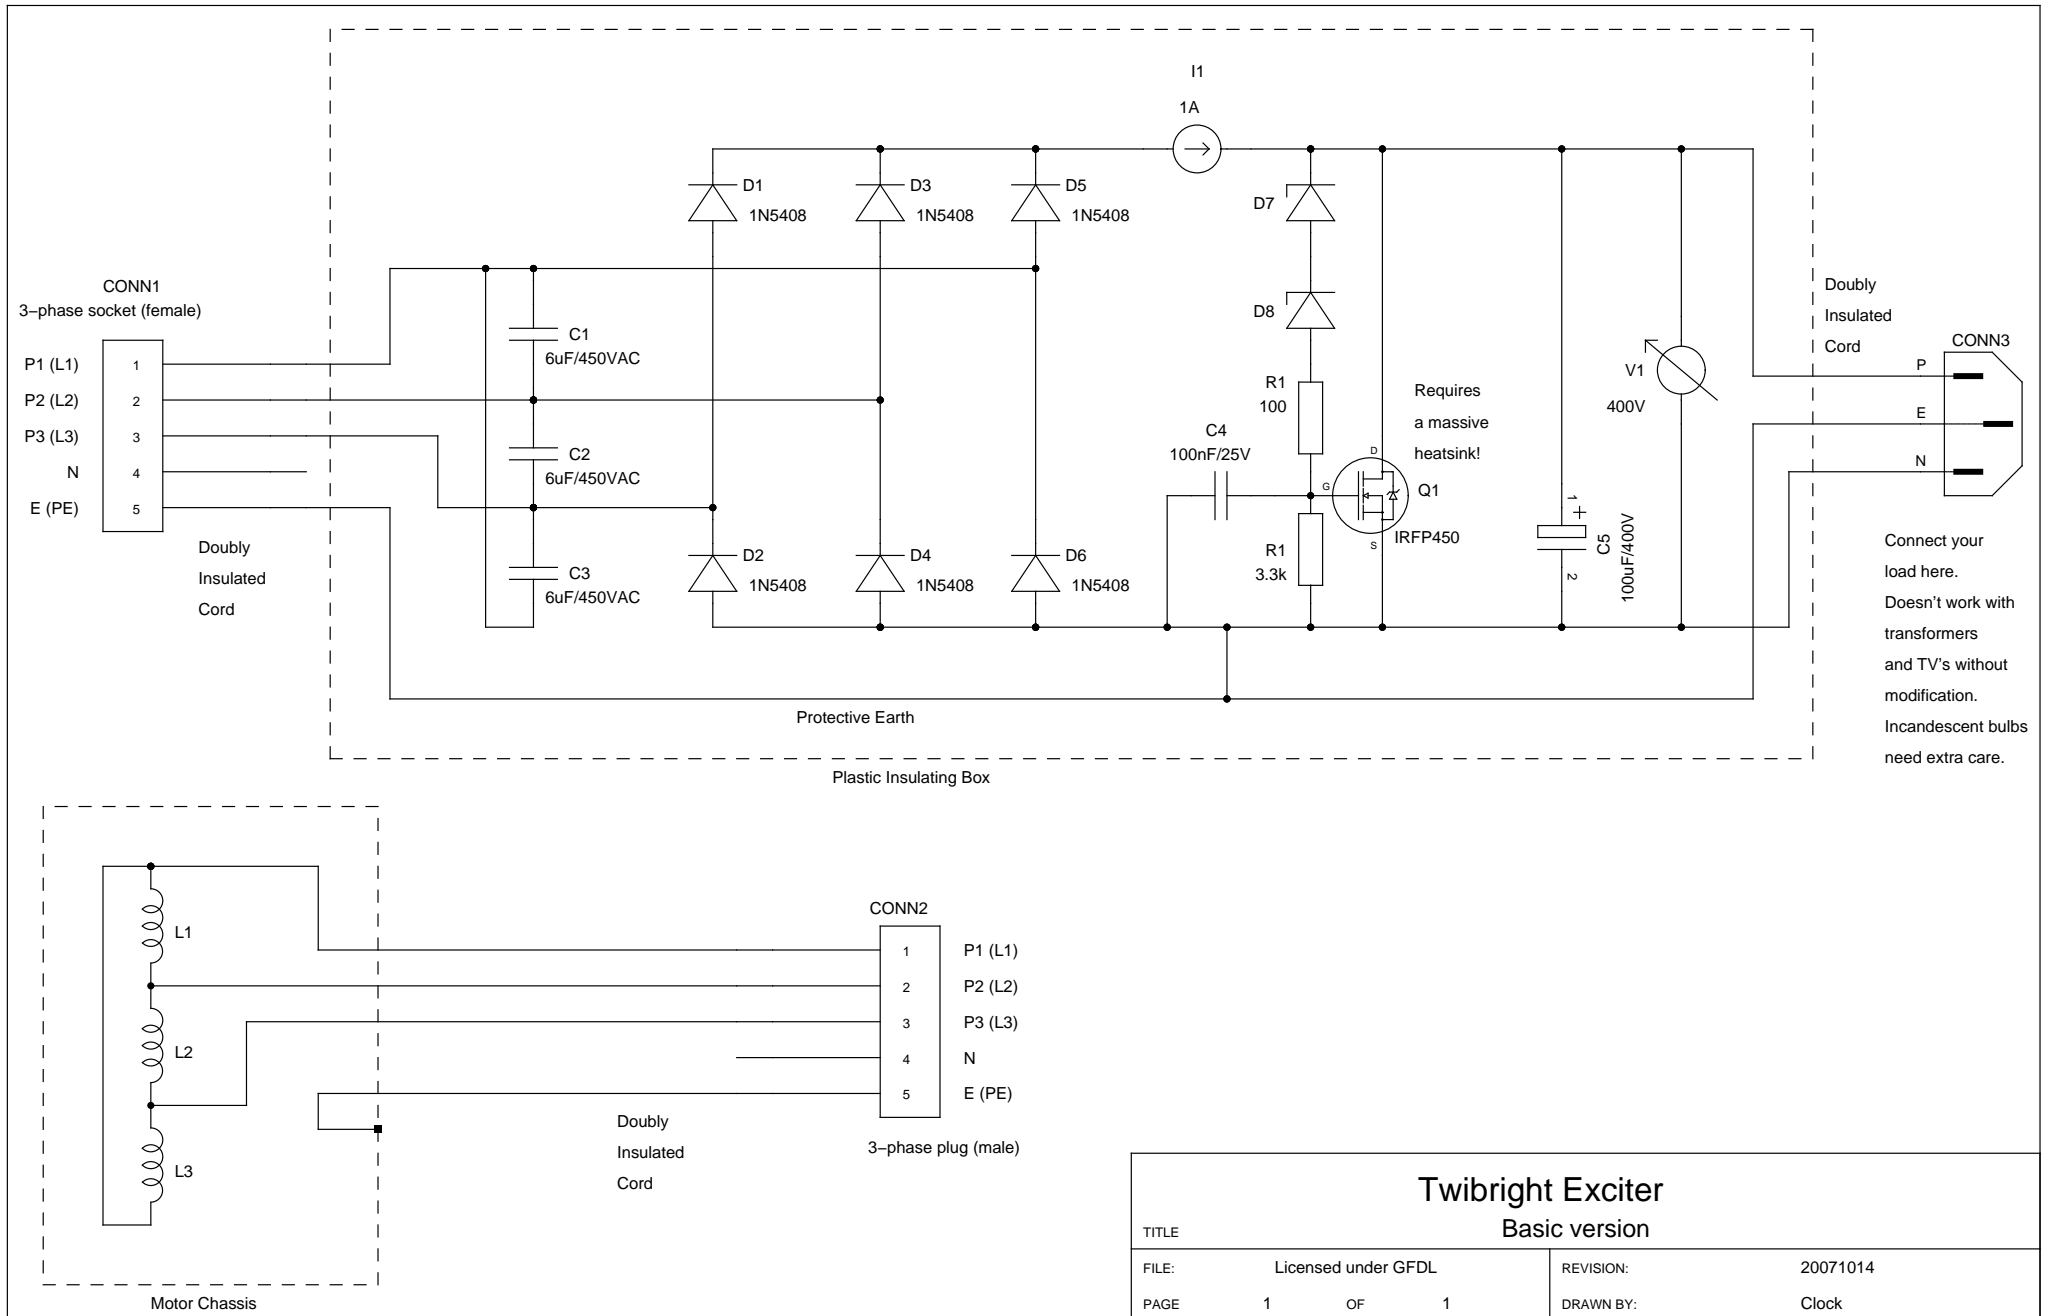 I1
1A
D1
1N5408
D3
1N5408
D5
1N5408
D7
D8
CONN1
3−phase socket (female)
P1 (L1)
1
P2 (L2)
2
P3 (L3)
3
N
4
E (PE)
5
Doubly
Insulated
Cord
C1
6uF/450VAC
C2
6uF/450VAC
C3
6uF/450VAC
D2
1N5408
D4
1N5408
D6
1N5408
R1
100
C4
100nF/25V
R1
3.3k
Requires
a massive
heatsink!
D
G
S
Q1
IRFP450
1
+
2
C5
100uF/400V
V1
400V
Doubly
Insulated
Cord
CONN3
P
E
N
Connect your
load here.
Doesn't work with
transformers
and TV's without
modification.
Incandescent bulbs
need extra care.
Protective Earth
Plastic Insulating Box
L1
L2
L3
Motor Chassis
Doubly
Insulated
Cord
CONN2
1
P1 (L1)
2
P2 (L2)
3
P3 (L3)
4
N
5
E (PE)
3−phase plug (male)
Twibright Exciter
TITLE
Basic version
FILE:
Licensed under GFDL
REVISION:
20071014
PAGE
1
OF
1
DRAWN BY:
Clock